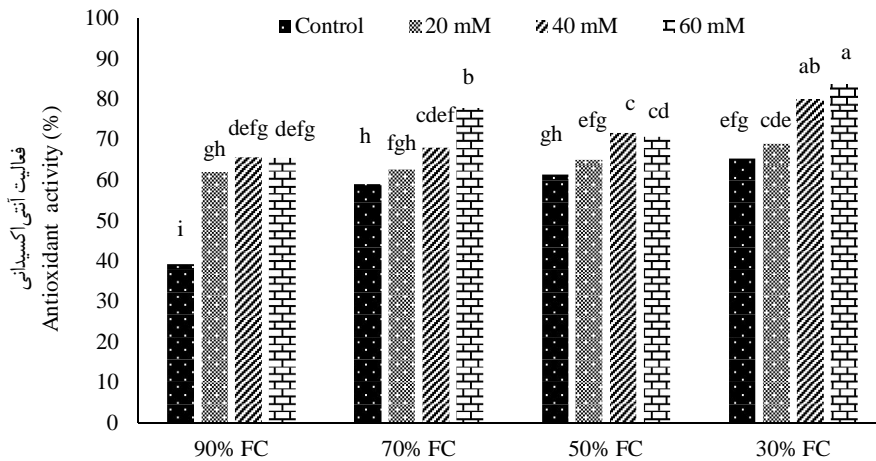 100
90
80
70
60
50
40
30
20
10
0
فعالیت آنتی‌اکسیدانی
Antioxidant activity (%)
Control 20 mM 40 mM 60 mM
i gh defg defg
h fgh cdef b
gh efg c cd
efg cde ab a
90% FC 70% FC 50% FC 30% FC